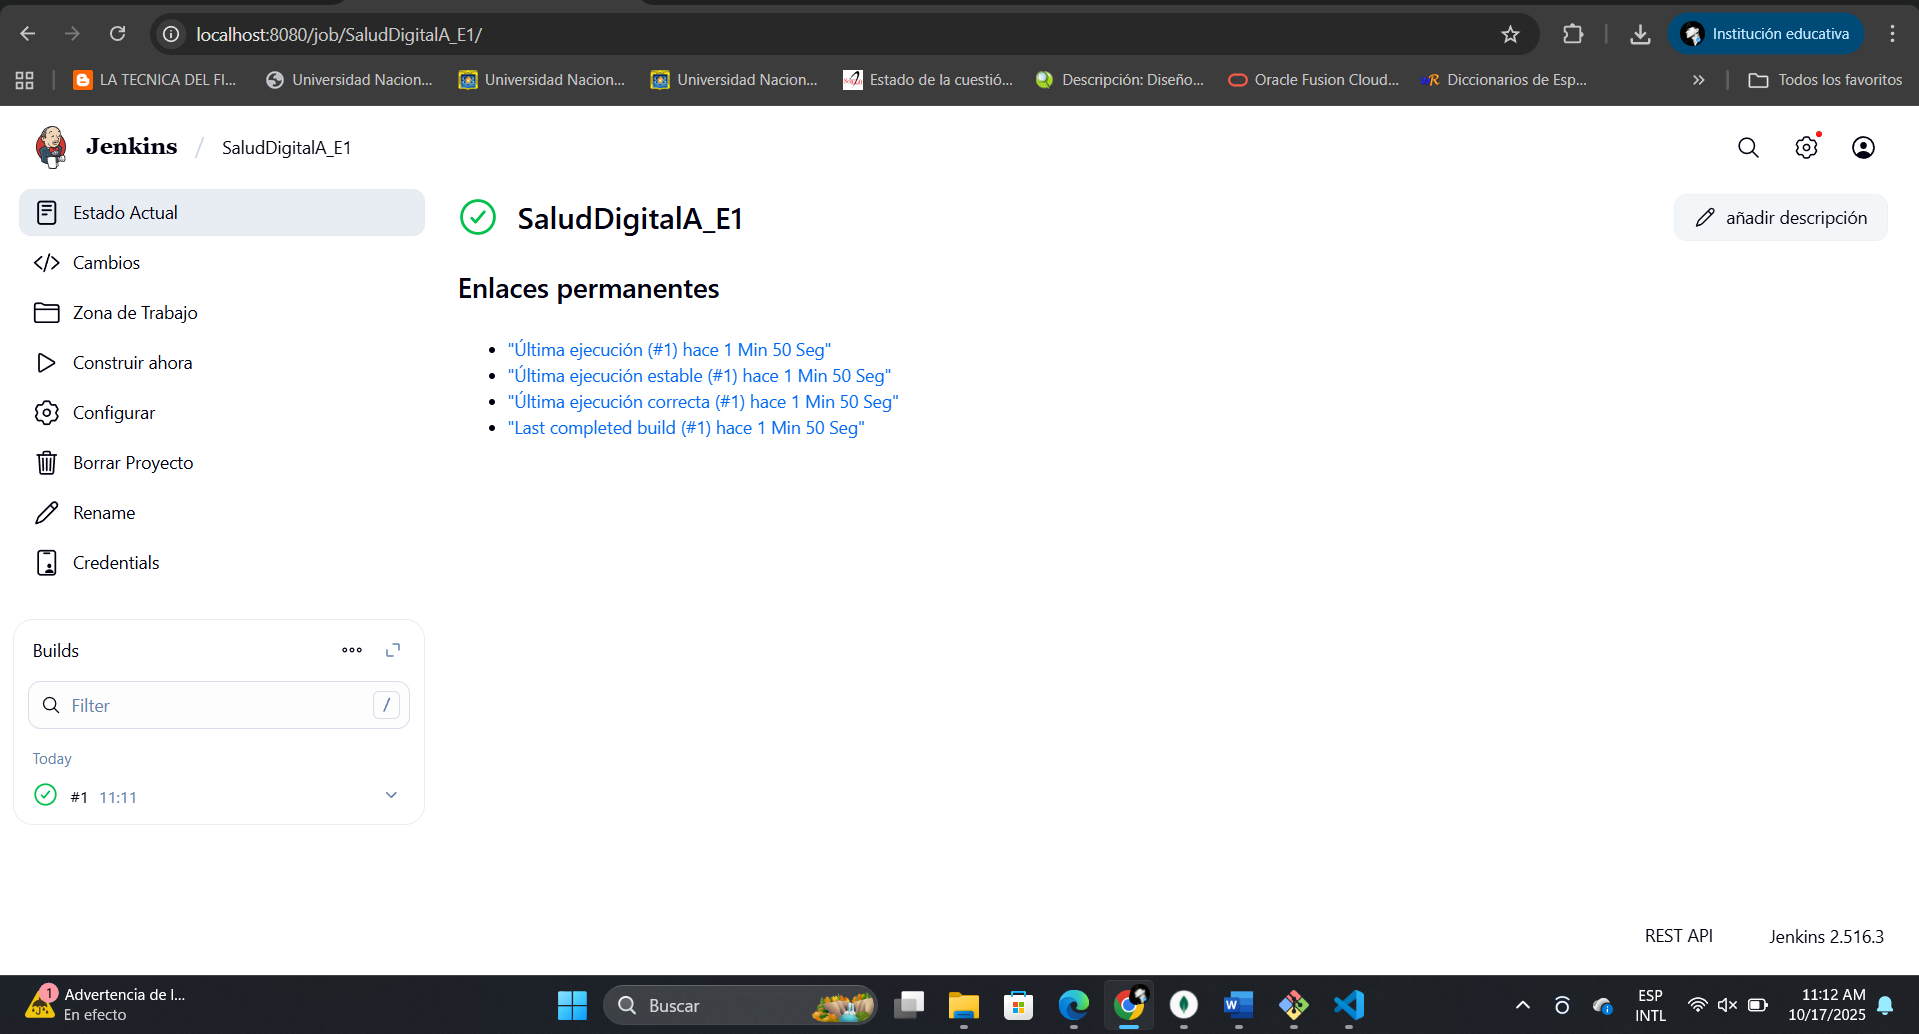 localhost:8080/job/SaludDigitalA_E1/
Institución educativa
LA TECNICA DEL FI...
Universidad Nacion...
Universidad Nacion...
Universidad Nacion...
Estado de la cuestió...
Descripción: Diseño...
Oracle Fusion Cloud...
Diccionarios de Esp...
Todos los favoritos
Jenkins / SaludDigitalA_E1
Estado Actual
Cambios
Zona de Trabajo
Construir ahora
Configurar
Borrar Proyecto
Rename
Credentials
Builds
Filter /
Today
#1 11:11
SaludDigitalA_E1
añadir descripción
Enlaces permanentes
"Última ejecución (#1) hace 1 Min 50 Seg"
"Última ejecución estable (#1) hace 1 Min 50 Seg"
"Última ejecución correcta (#1) hace 1 Min 50 Seg"
"Last completed build (#1) hace 1 Min 50 Seg"
REST API
Jenkins 2.516.3
1
Advertencia de l...
En efecto
Buscar
ESP
INTL
11:12 AM
10/17/2025